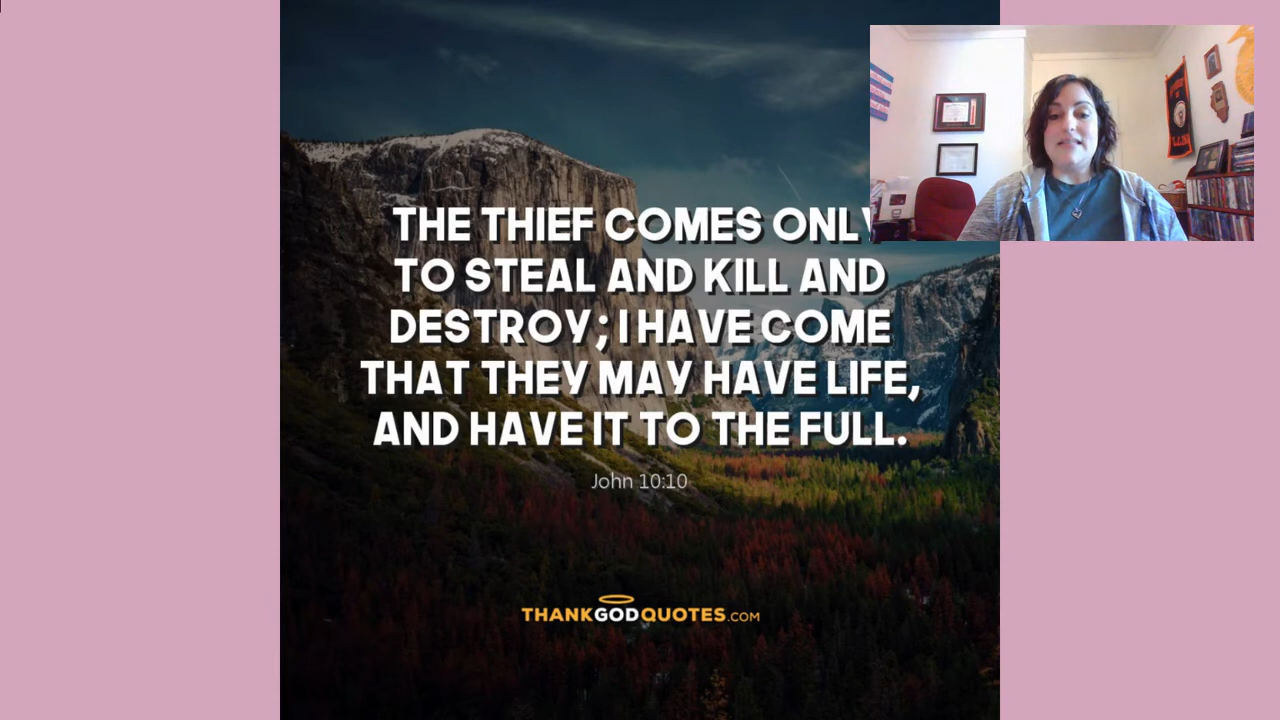 THE THIEF COMES ONLY
TO STEAL AND KILL AND
DESTROY; I HAVE COME
THAT THEY MAY HAVE LIFE,
AND HAVE IT TO THE FULL.
John 10:10
THANKGODQUOTES.COM